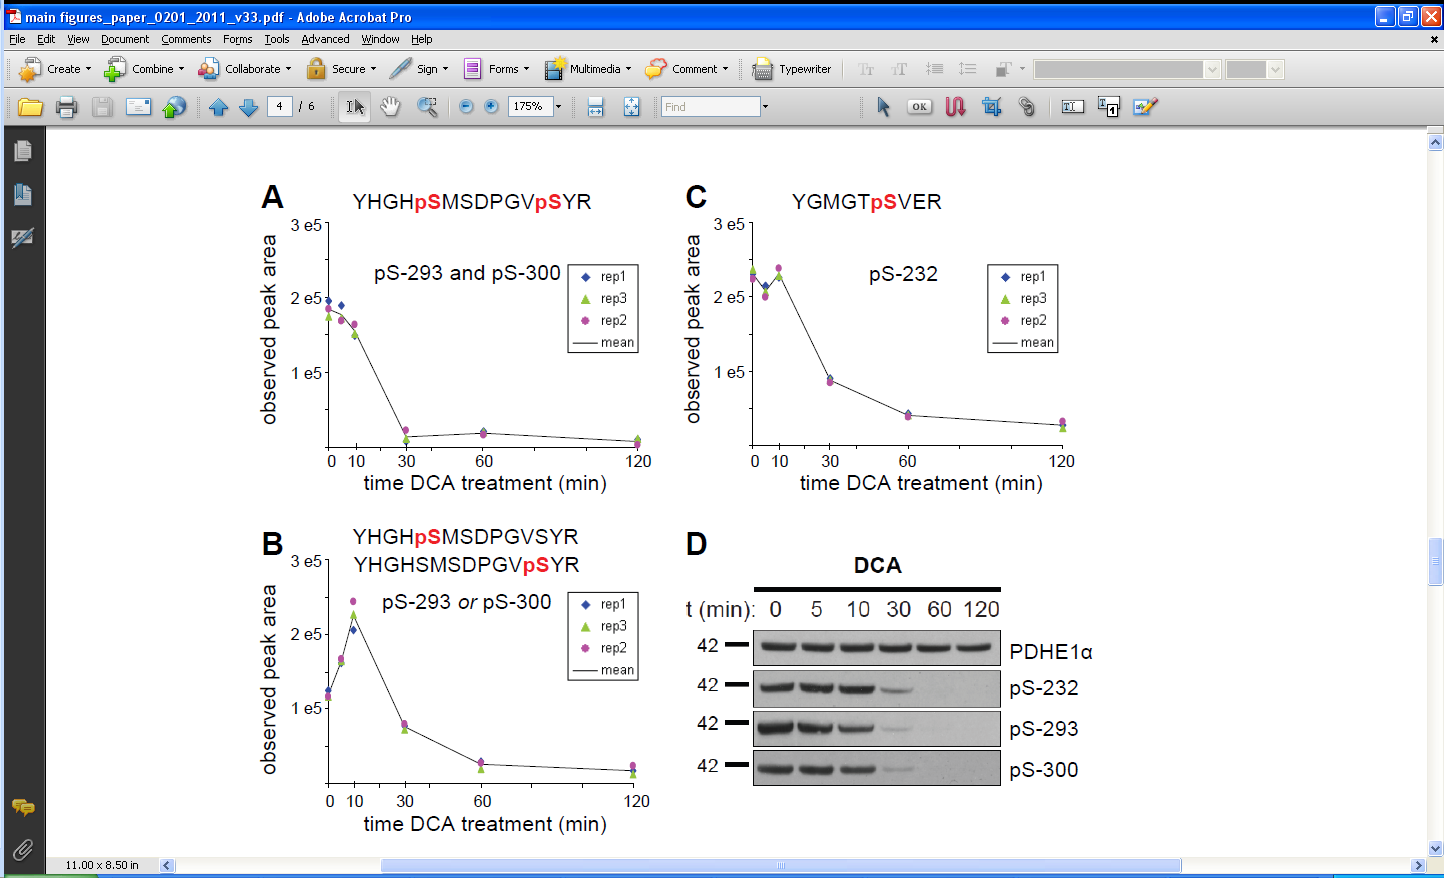 main figures_paper_0201_2011_v33.pdf - Adobe Acrobat Pro
File Edit View Document Comments Forms Tools Advanced Window Help
Create Combine Collaborate Secure Sign Forms Multimedia Comment Typewriter
4 / 6 175% Find OK
A
YHGHpSMSDPGVpSYR
observed peak area
3 e5
2 e5
1 e5
pS-293 and pS-300
rep1
rep3
rep2
mean
0 10 30 60 120
time DCA treatment (min)
C
YGMGTpSVER
observed peak area
3 e5
2 e5
1 e5
pS-232
rep1
rep3
rep2
mean
0 10 30 60 120
time DCA treatment (min)
B
YHGHpSMSDPGVSYR
YHGHSMSDPGVpSYR
observed peak area
3 e5
2 e5
1 e5
pS-293 or pS-300
rep1
rep3
rep2
mean
0 10 30 60 120
time DCA treatment (min)
D
DCA
t (min): 0 5 10 30 60 120
42 PDHE1α
42 pS-232
42 pS-293
42 pS-300
11.00 x 8.50 in